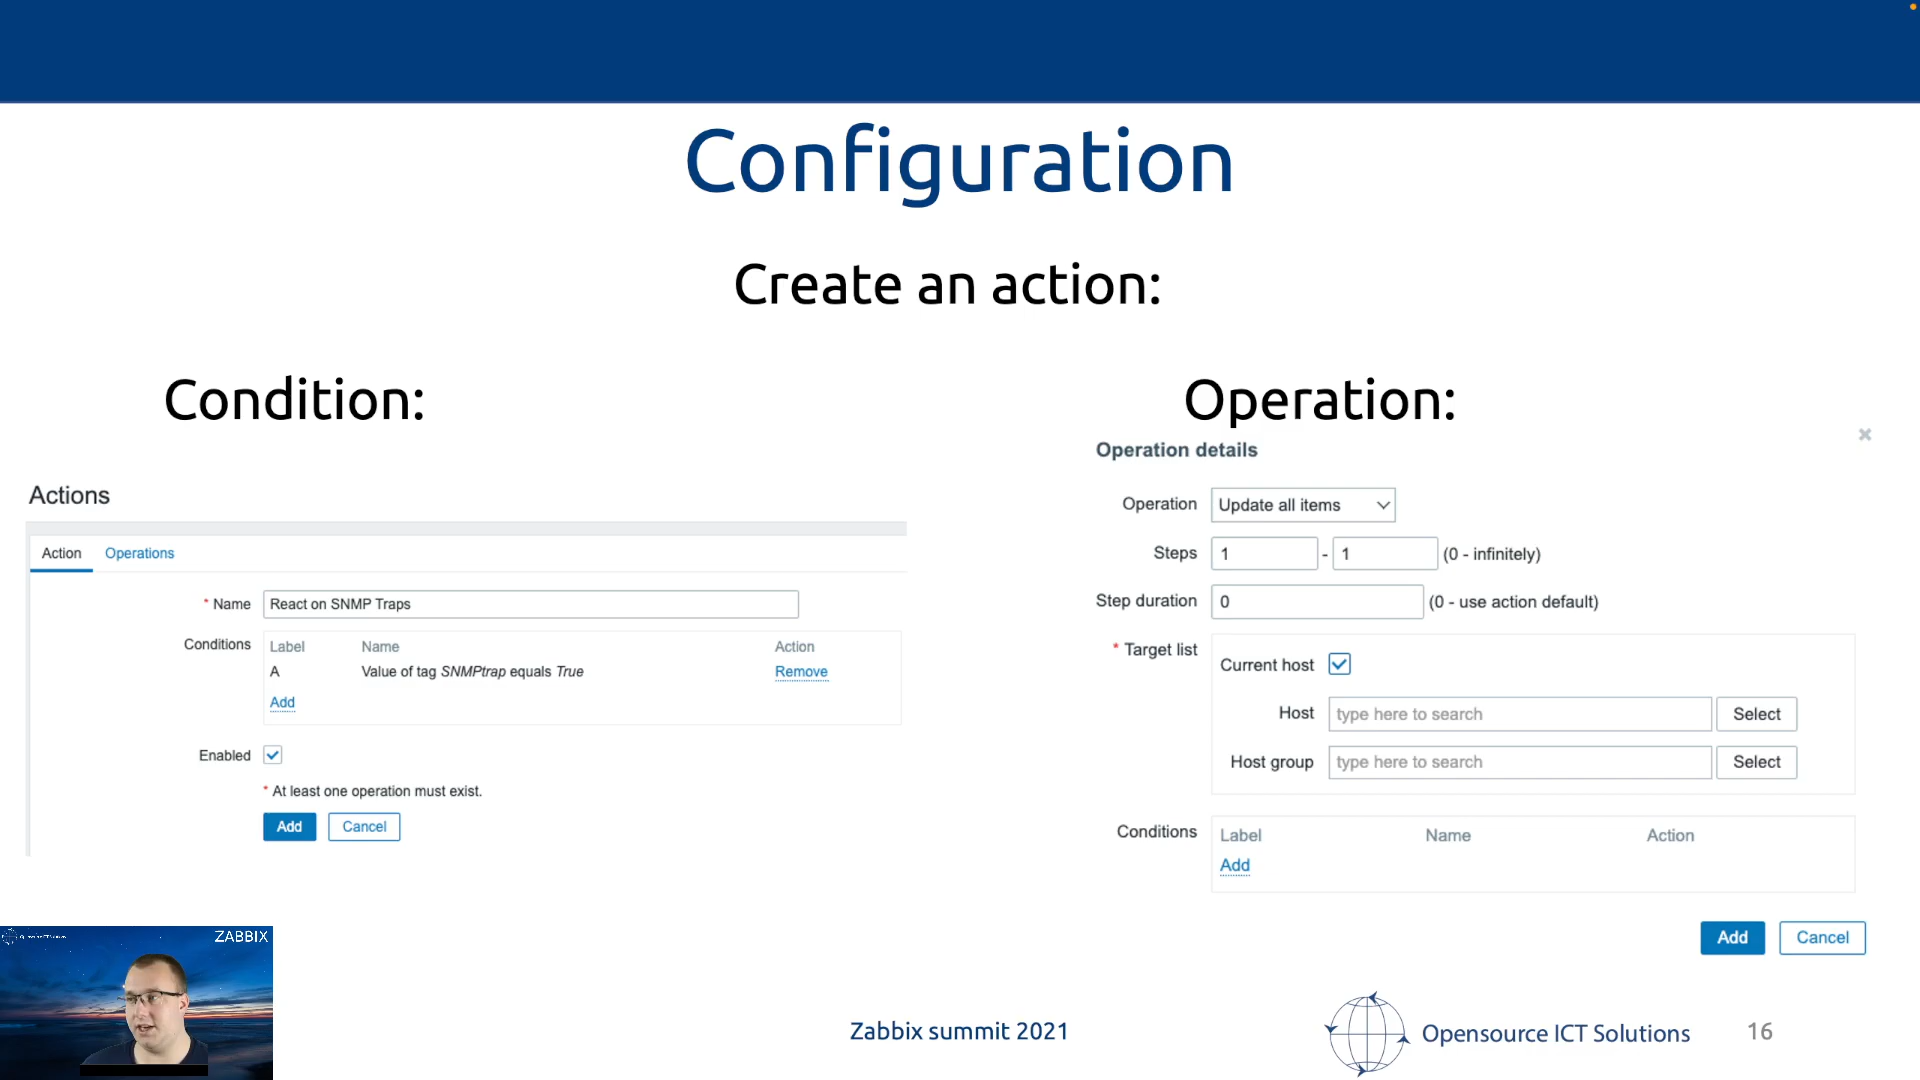 Configuration
Create an action:
Condition:
Actions
Action Operations
* Name React on SNMP Traps
Conditions Label Name Action
A Value of tag SNMPtrap equals True Remove
Add
Enabled
* At least one operation must exist.
Add Cancel
Operation:
Operation details
Operation Update all items
Steps 1 - 1 (0 - infinitely)
Step duration 0 (0 - use action default)
* Target list
Current host
Host type here to search Select
Host group type here to search Select
Conditions Label Name Action
Add
Add Cancel
ZABBIX
Zabbix summit 2021
Opensource ICT Solutions
16